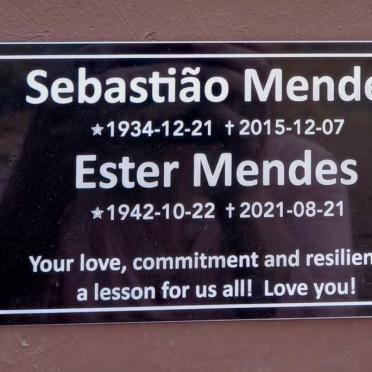 Sebastião Mende
★1934-12-21 ✝2015-12-07
Ester Mendes
★1942-10-22 ✝2021-08-21
Your love, commitment and resilien
a lesson for us all! Love you!